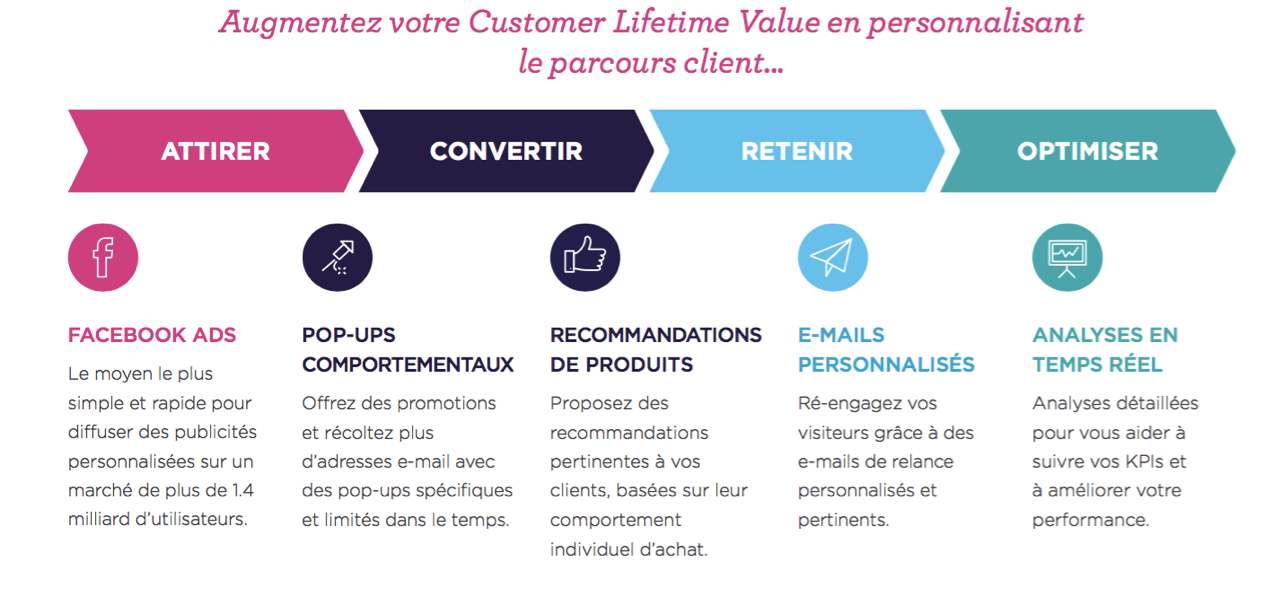 Augmentez votre Customer Lifetime Value en personnalisant
le parcours client...
ATTIRER
CONVERTIR
RETENIR
OPTIMISER
FACEBOOK ADS
Le moyen le plus
simple et rapide pour
diffuser des publicités
personnalisées sur un
marché de plus de 1.4
milliard d'utilisateurs.
POP-UPS
COMPORTEMENTAUX
Offrez des promotions
et récoltez plus
d'adresses e-mail avec
des pop-ups spécifiques
et limités dans le temps.
RECOMMANDATIONS
DE PRODUITS
Proposez des
recommandations
pertinentes à vos
clients, basées sur leur
comportement
individuel d'achat.
E-MAILS
PERSONNALISÉS
Ré-engagez vos
visiteurs grâce à des
e-mails de relance
personnalisés et
pertinents.
ANALYSES EN
TEMPS RÉEL
Analyses détaillées
pour vous aider à
suivre vos KPIs et
à améliorer votre
performance.